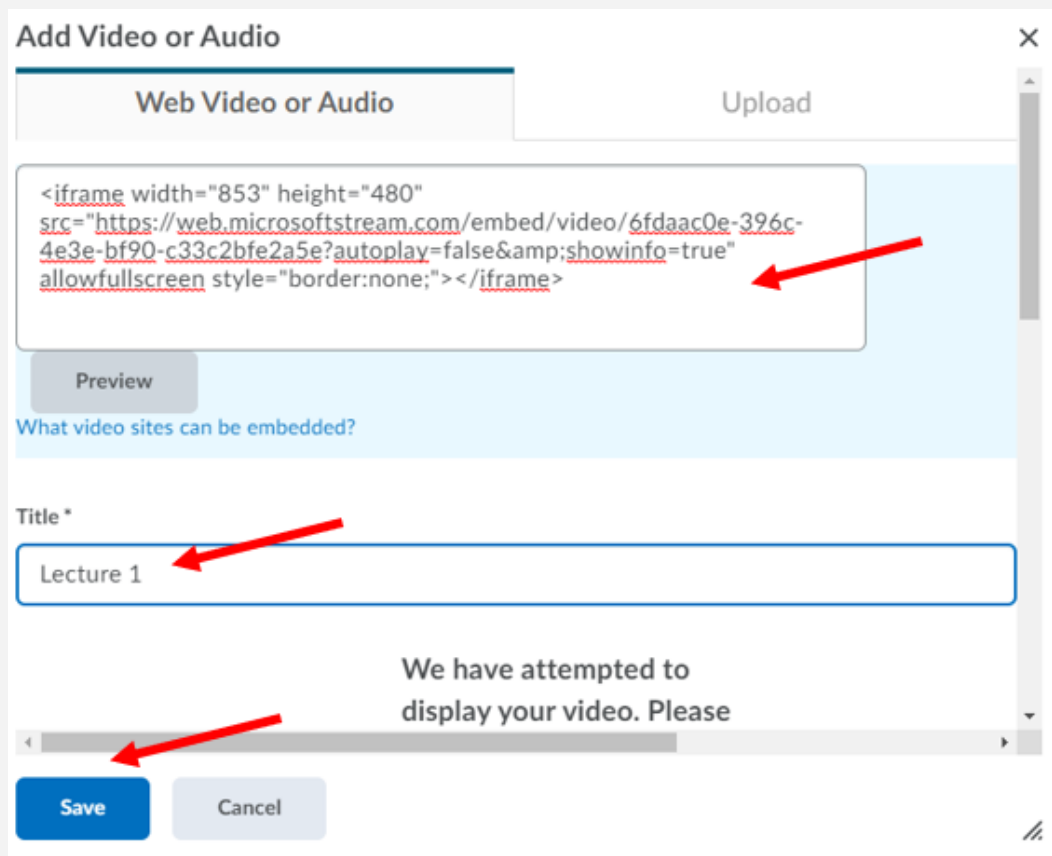 Add Video or Audio
Web Video or Audio
Upload
<iframe width="853" height="480"
src="https://web.microsoftstream.com/embed/video/6fdaac0e-396c-
4e3e-bf90-c33c2bfe2a5e?autoplay=false&amp;showinfo=true"
allowfullscreen style="border:none;"></iframe>
Preview
What video sites can be embedded?
Title *
Lecture 1
We have attempted to
display your video. Please
Save
Cancel